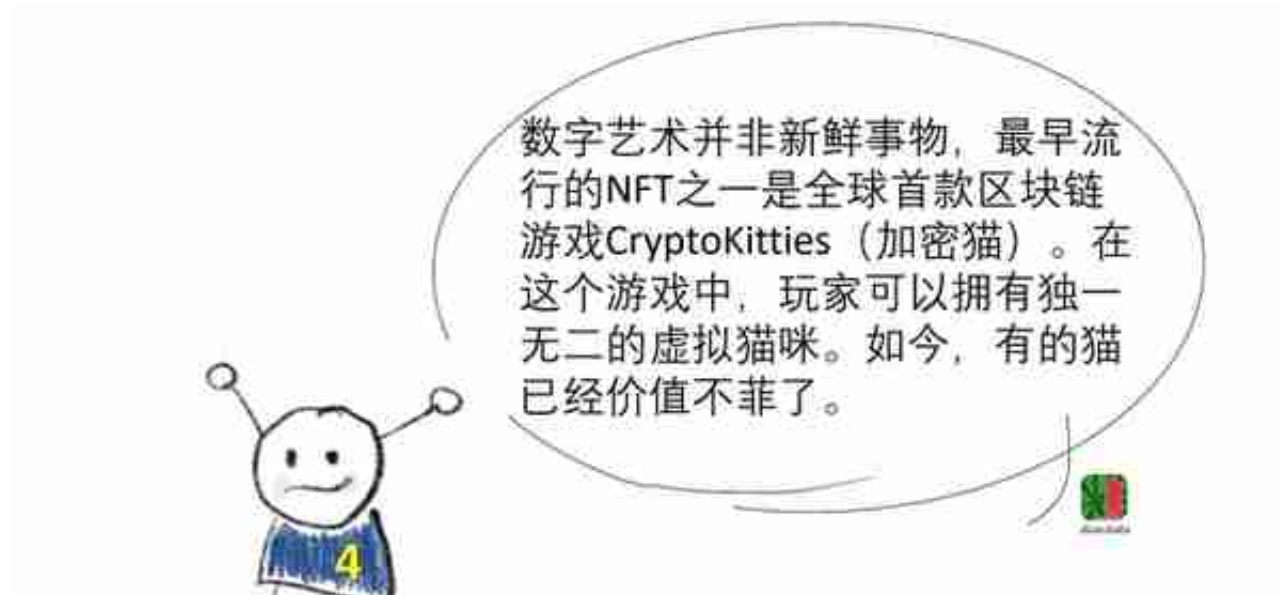 数字艺术并非新鲜事物，最早流
行的NFT之一是全球首款区块链
游戏CryptoKitties（加密猫）。在
这个游戏中，玩家可以拥有独一
无二的虚拟猫咪。如今，有的猫
已经价值不菲了。
4